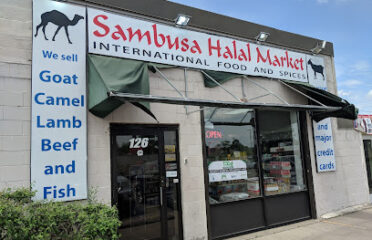 Sambusa Halal Market
INTERNATIONAL FOOD AND SPICES
We sell
Goat
Camel
Lamb
Beef
and
Fish
126
OPEN
and
major
credit
cards